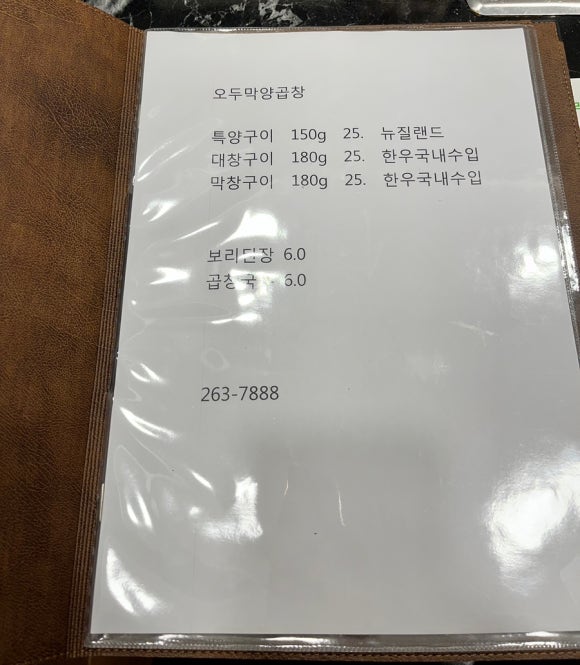 오두막양곱창
특양구이 150g 25. 뉴질랜드
대창구이 180g 25. 한우국내수입
막창구이 180g 25. 한우국내수입
보리된장 6.0
곱창국 6.0
263-7888